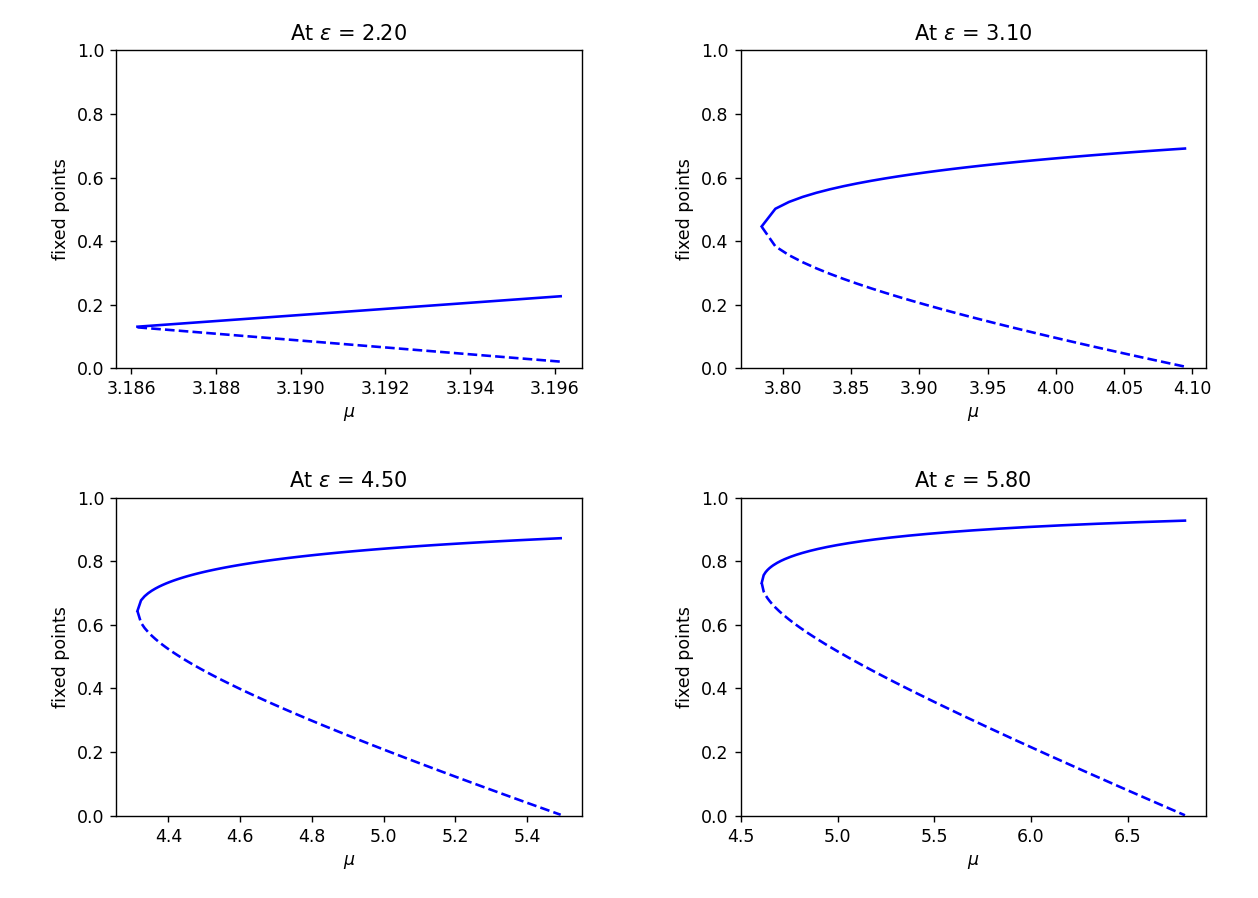 At ε = 2.20
1.0
0.8
0.6
0.4
0.2
0.0
fixed points
3.186 3.188 3.190 3.192 3.194 3.196
μ
At ε = 3.10
1.0
0.8
0.6
0.4
0.2
0.0
fixed points
3.80 3.85 3.90 3.95 4.00 4.05 4.10
μ
At ε = 4.50
1.0
0.8
0.6
0.4
0.2
0.0
fixed points
4.4 4.6 4.8 5.0 5.2 5.4
μ
At ε = 5.80
1.0
0.8
0.6
0.4
0.2
0.0
fixed points
4.5 5.0 5.5 6.0 6.5
μ